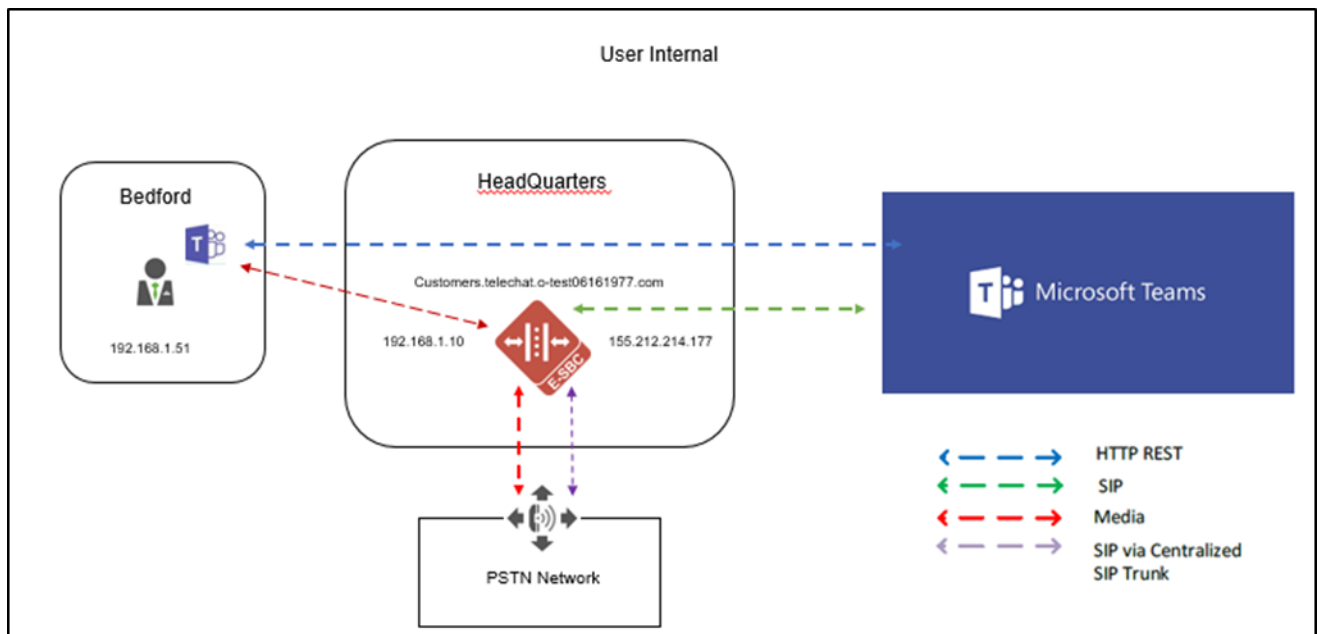 User Internal
Bedford
T
192.168.1.51
HeadQuarters
Customers.telechat.o-test06161977.com
192.168.1.10
155.212.214.177
E-SBC
T
Microsoft Teams
PSTN Network
HTTP REST
SIP
Media
SIP via Centralized
SIP Trunk